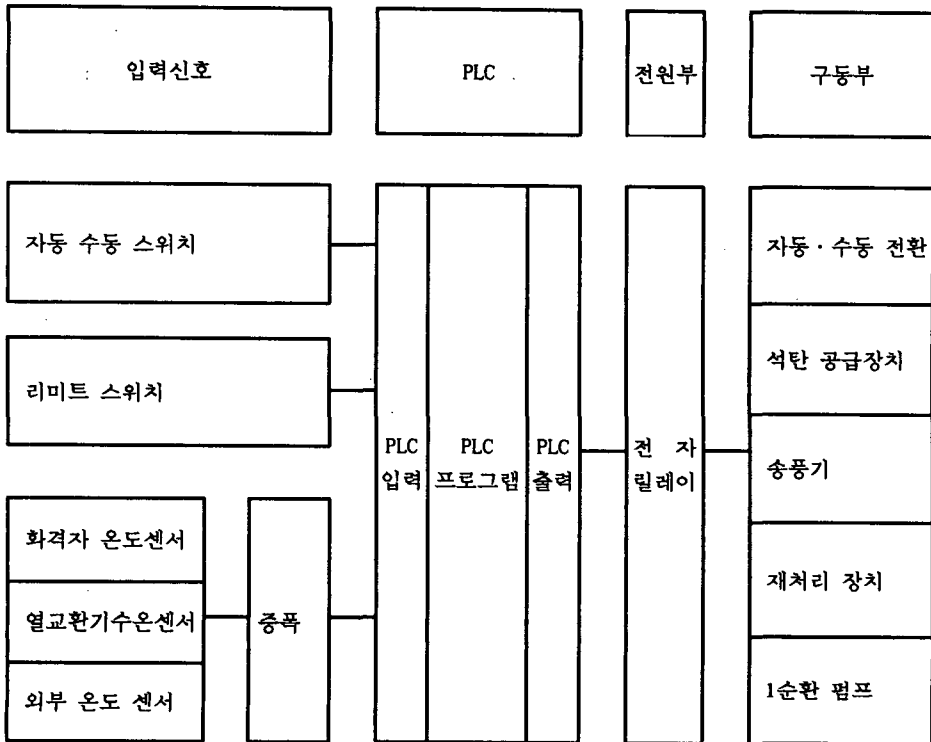 입력신호
PLC
전원부
구동부
자동 수동 스위치
리미트 스위치
화격자 온도센서
열교환기수온센서
외부 온도 센서
증폭
PLC
입력
PLC
프로그램
PLC
출력
전 자
릴레이
자동·수동 전환
석탄 공급장치
송풍기
재처리 장치
1순환 펌프